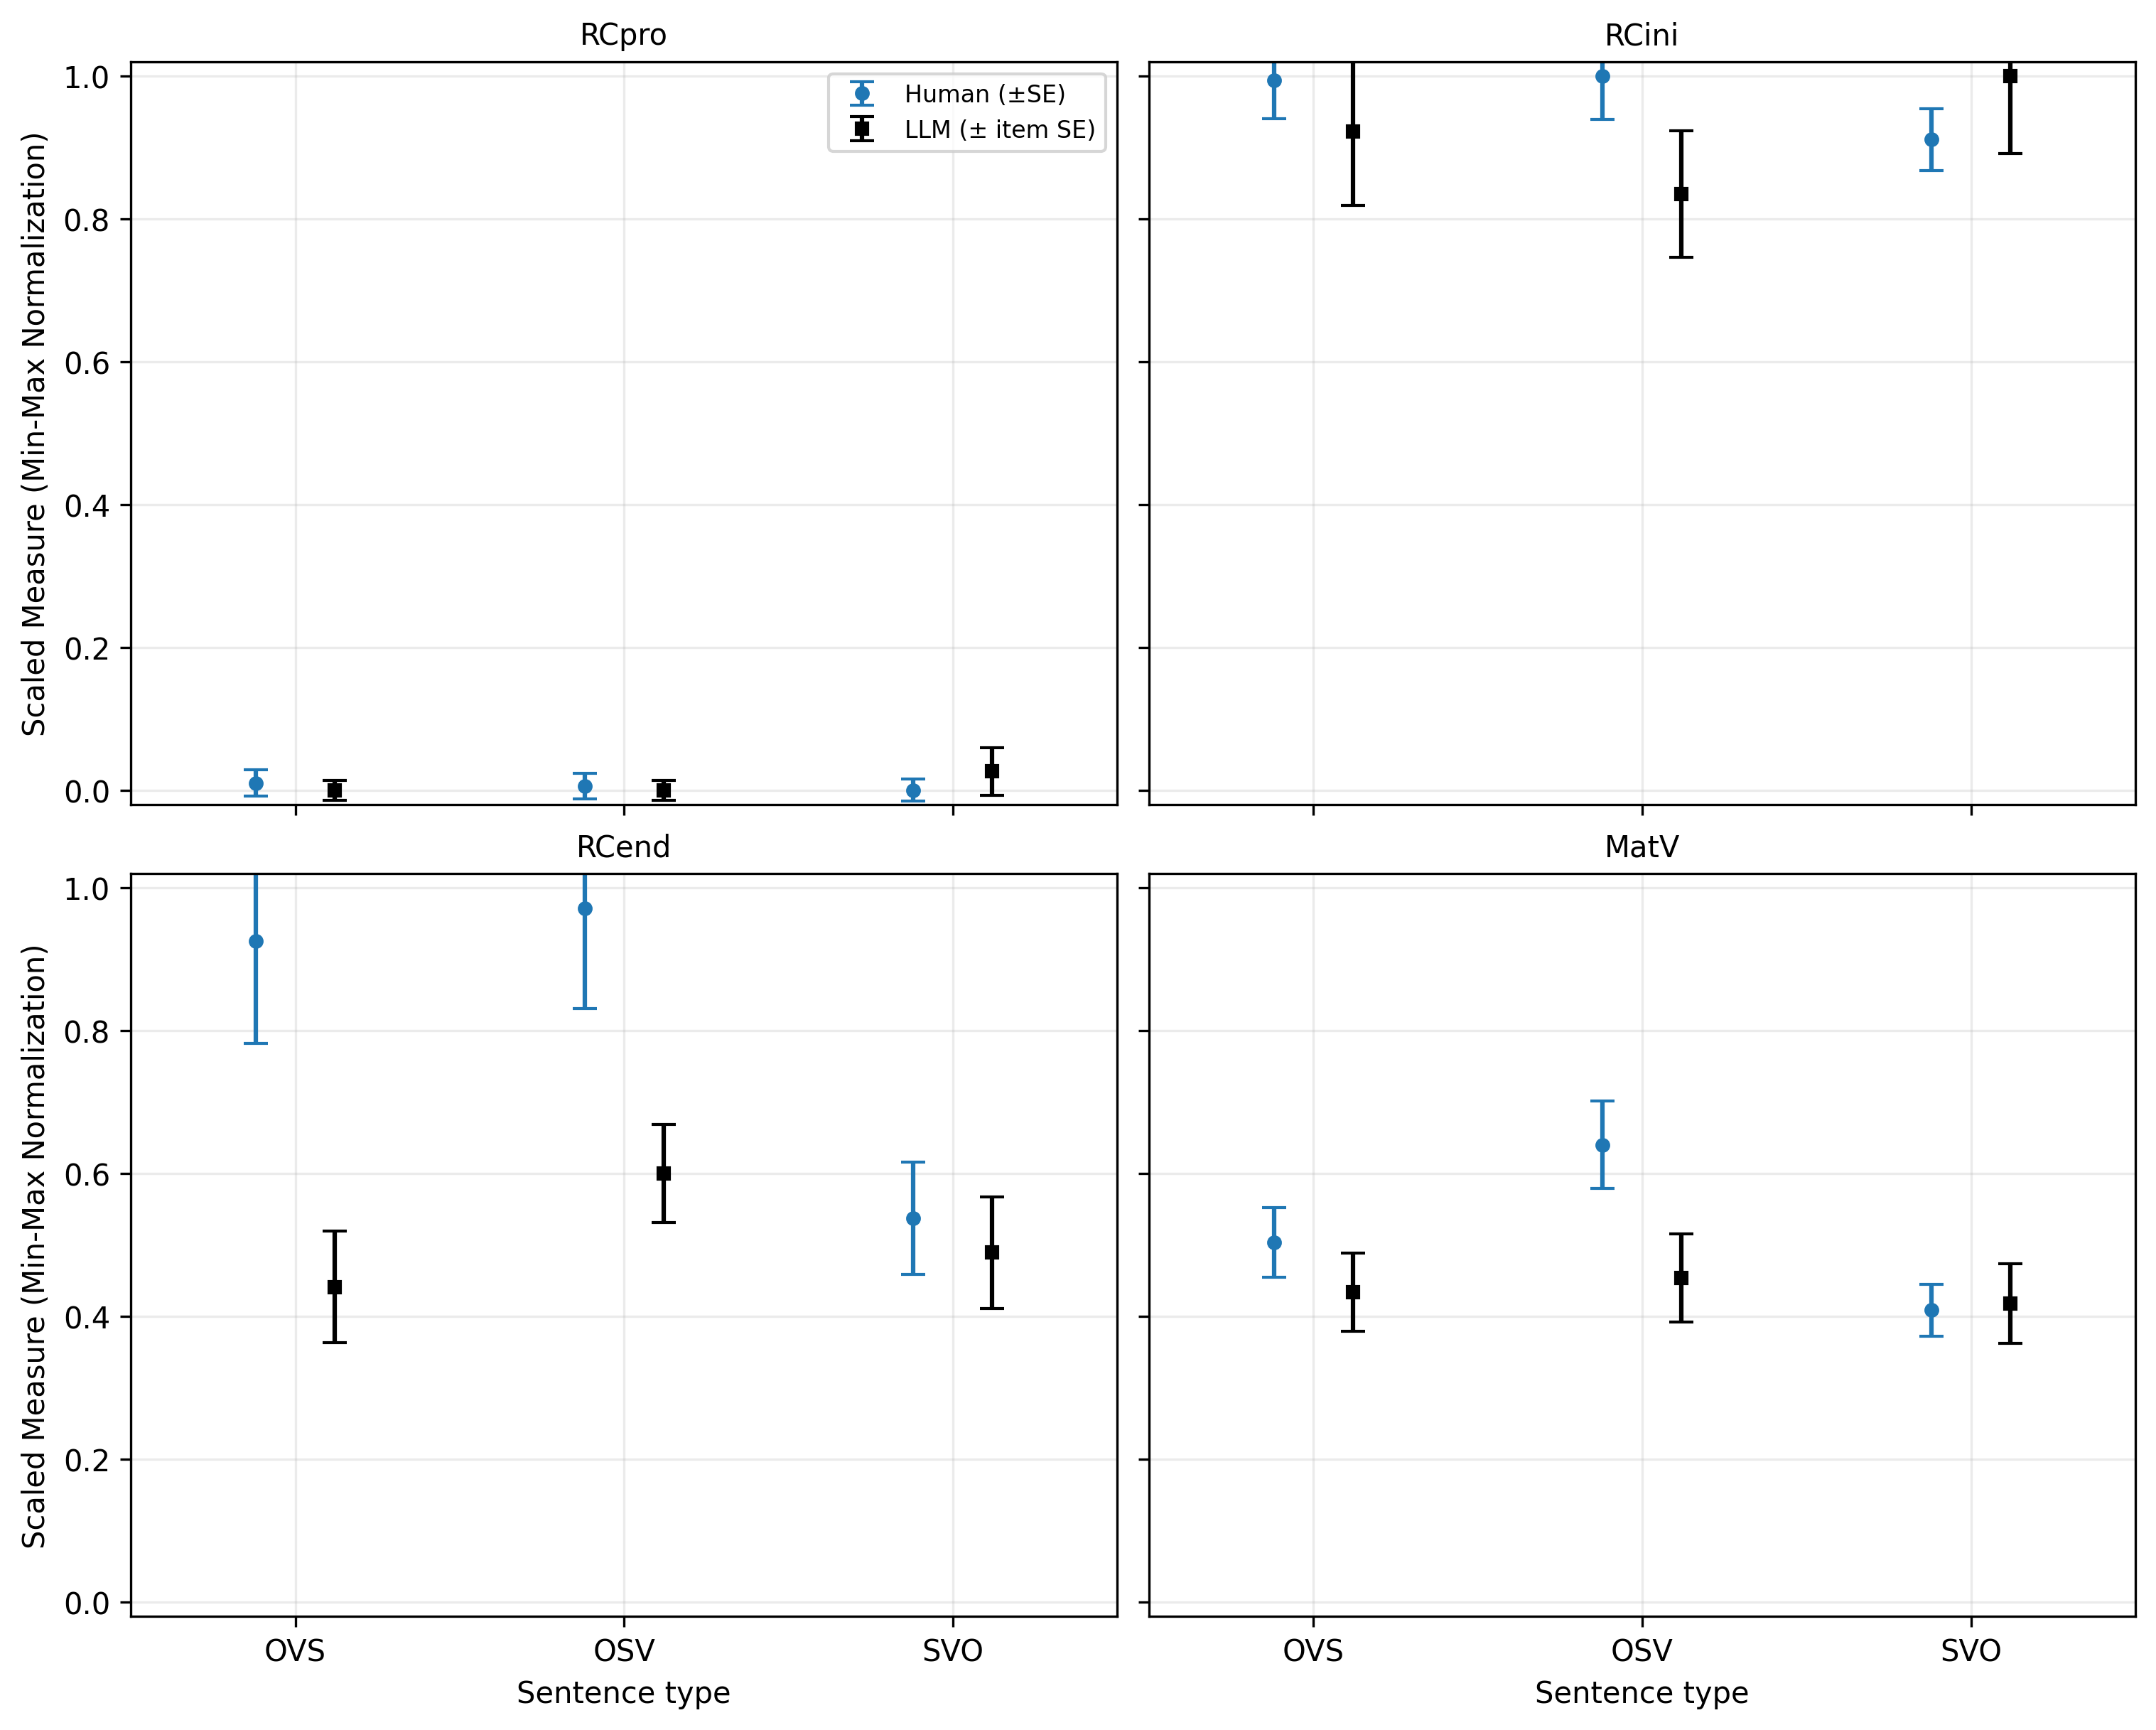 RCpro
RCini
Scaled Measure (Min-Max Normalization)
1.0
0.8
0.6
0.4
0.2
0.0
Human (±SE)
LLM (± item SE)
RCend
MatV
Scaled Measure (Min-Max Normalization)
1.0
0.8
0.6
0.4
0.2
0.0
OVS OSV SVO
OVS OSV SVO
Sentence type
Sentence type